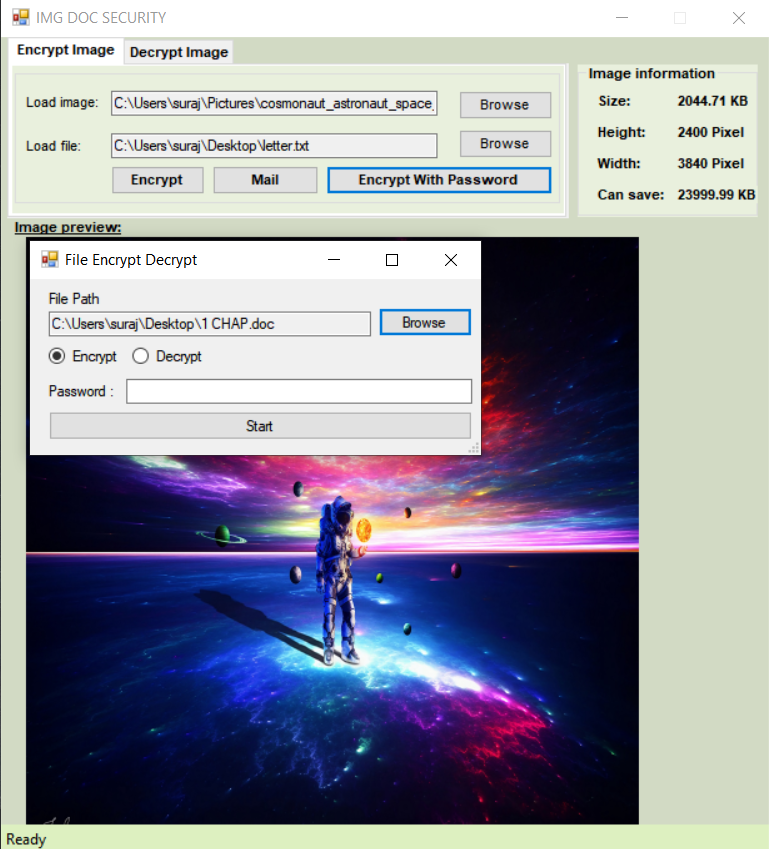 IMG DOC SECURITY
Encrypt Image Decrypt Image
Load image: C:\Users\suraj\Pictures\cosmonaut_astronaut_space_ Browse
Load file: C:\Users\suraj\Desktop\letter.txt Browse
Encrypt Mail Encrypt With Password
Image information
Size: 2044.71 KB
Height: 2400 Pixel
Width: 3840 Pixel
Can save: 23999.99 KB
Image preview:
File Encrypt Decrypt
File Path
C:\Users\suraj\Desktop\1 CHAP.doc Browse
Encrypt Decrypt
Password :
Start
Ready